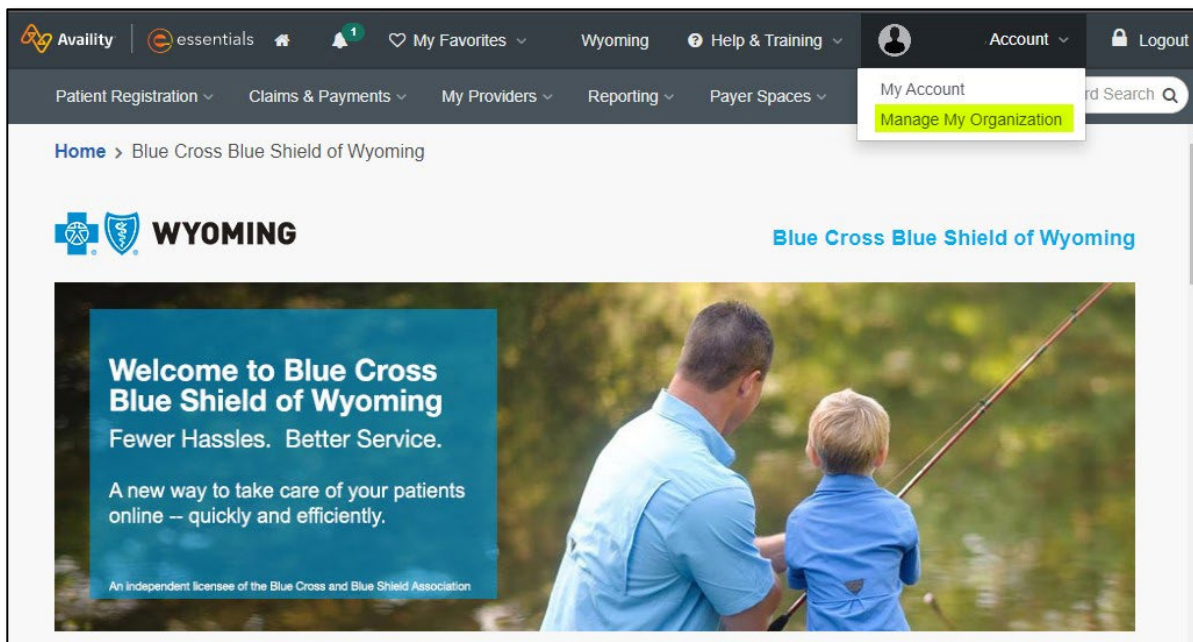 Availity essentials 1 My Favorites Wyoming Help & Training Account Logout
Patient Registration Claims & Payments My Providers Reporting Payer Spaces rd Search
My Account
Manage My Organization
Home > Blue Cross Blue Shield of Wyoming
WYOMING
Blue Cross Blue Shield of Wyoming
Welcome to Blue Cross
Blue Shield of Wyoming
Fewer Hassles. Better Service.
A new way to take care of your patients
online -- quickly and efficiently.
An independent licensee of the Blue Cross and Blue Shield Association